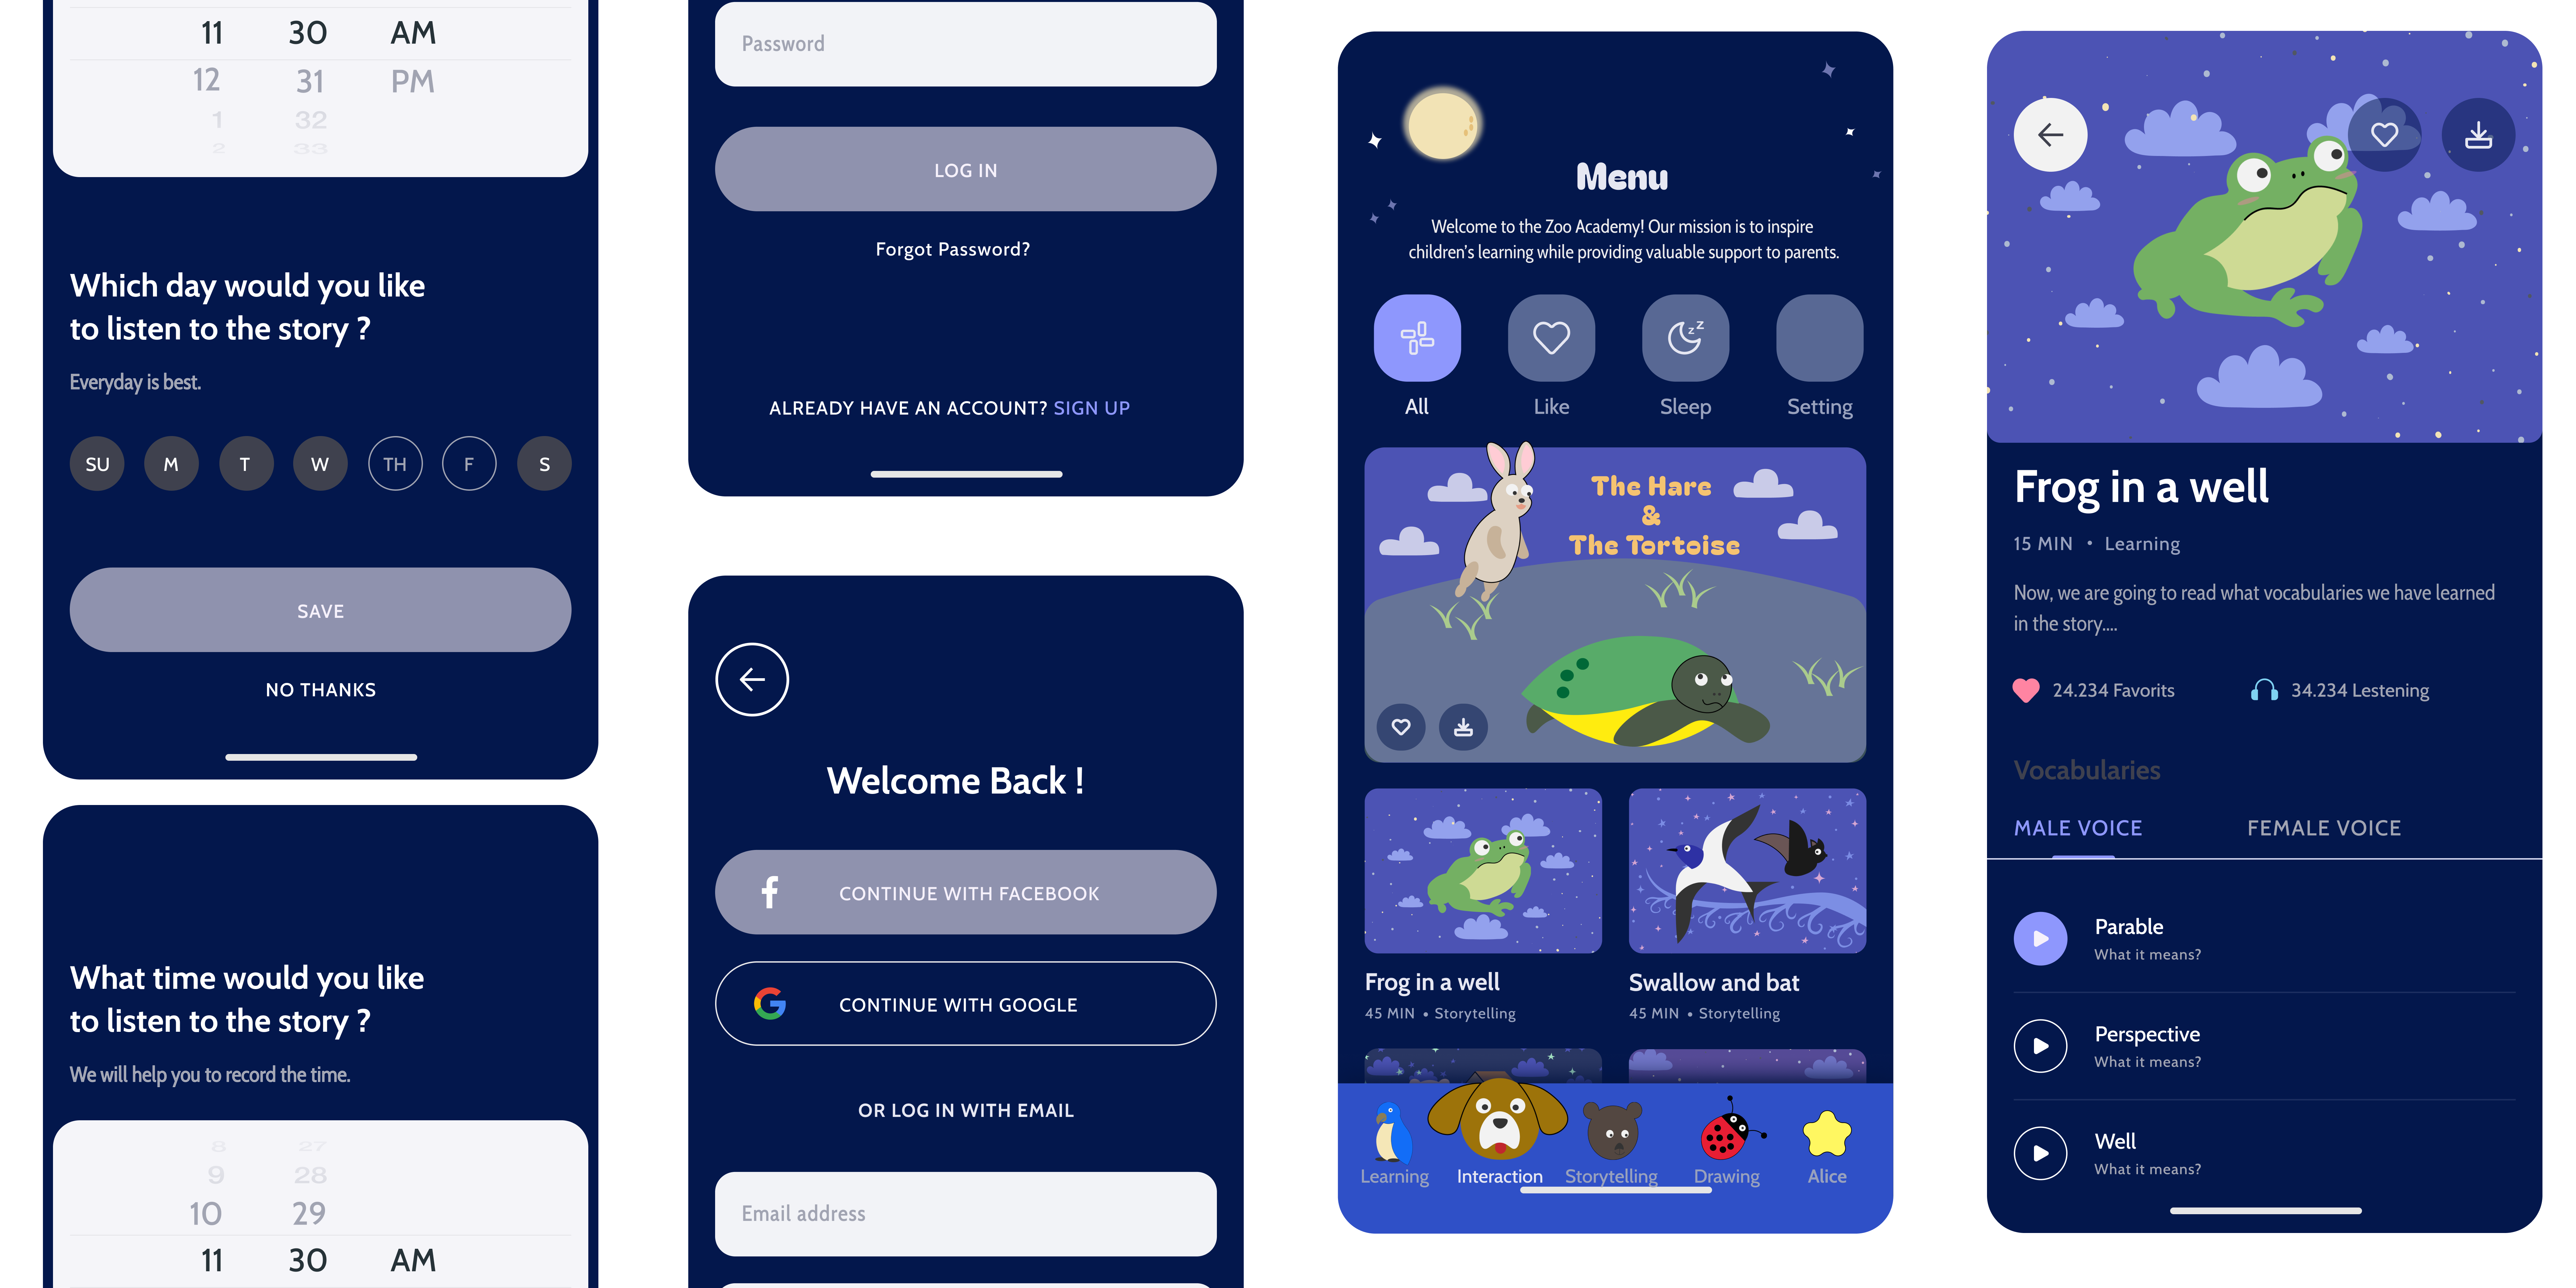 11 30 AM
12 31 PM
1 32
2 33
Which day would you like
to listen to the story ?
Everyday is best.
SU M T W TH F S
SAVE
NO THANKS
What time would you like
to listen to the story ?
We will help you to record the time.
8 27
9 28
10 29
11 30 AM
Password
LOG IN
Forgot Password?
ALREADY HAVE AN ACCOUNT? SIGN UP
Welcome Back !
CONTINUE WITH FACEBOOK
CONTINUE WITH GOOGLE
OR LOG IN WITH EMAIL
Email address
Menu
Welcome to the Zoo Academy! Our mission is to inspire
children's learning while providing valuable support to parents.
All Like Sleep Setting
The Hare
&
The Tortoise
Frog in a well
45 MIN • Storytelling
Swallow and bat
45 MIN • Storytelling
Learning Interaction Storytelling Drawing Alice
Frog in a well
15 MIN • Learning
Now, we are going to read what vocabularies we have learned
in the story....
24.234 Favorits 34.234 Lestening
Vocabularies
MALE VOICE FEMALE VOICE
Parable
What it means?
Perspective
What it means?
Well
What it means?